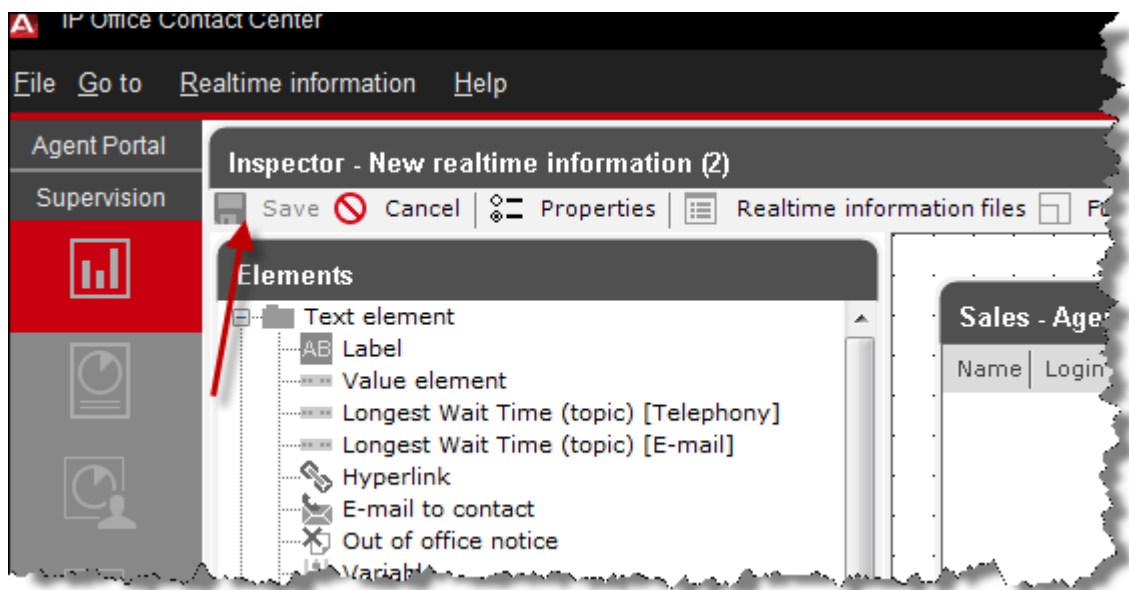 IP Office Contact Center
File Go to Realtime information Help
Agent Portal
Supervision
Inspector - New realtime information (2)
Save Cancel Properties Realtime information files
Elements
Text element
AB Label
Value element
Longest Wait Time (topic) [Telephony]
Longest Wait Time (topic) [E-mail]
Hyperlink
E-mail to contact
Out of office notice
Sales - Age
Name Login